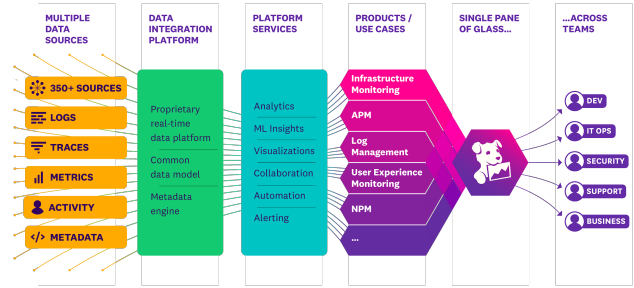 MULTIPLE
DATA
SOURCES
DATA
INTEGRATION
PLATFORM
PLATFORM
SERVICES
PRODUCTS /
USE CASES
SINGLE PANE
OF GLASS...
...ACROSS
TEAMS
350+ SOURCES
LOGS
TRACES
METRICS
ACTIVITY
</> METADATA
Proprietary
real-time
data platform
Common
data model
Metadata
engine
Analytics
ML Insights
Visualizations
Collaboration
Automation
Alerting
Infrastructure
Monitoring
APM
Log
Management
User Experience
Monitoring
NPM
...
DEV
IT OPS
SECURITY
SUPPORT
BUSINESS